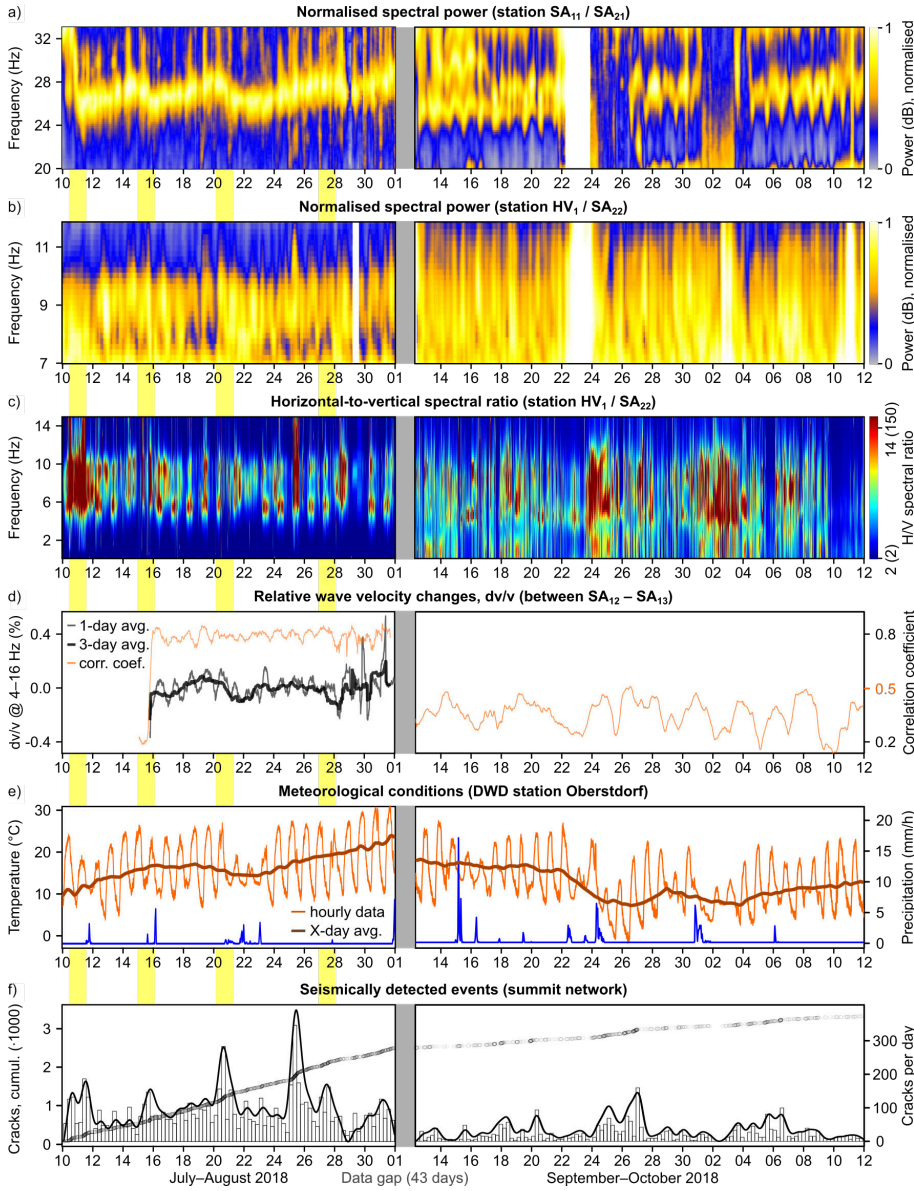 a) Normalised spectral power (station SA11 / SA21)
Frequency (Hz)
32
28
24
20
1
0
Power (dB), normalised
10 12 14 16 18 20 22 24 26 28 30 01 14 16 18 20 22 24 26 28 30 02 04 06 08 10 12
b) Normalised spectral power (station HV1 / SA22)
Frequency (Hz)
11
9
7
1
0
Power (dB), normalised
10 12 14 16 18 20 22 24 26 28 30 01 14 16 18 20 22 24 26 28 30 02 04 06 08 10 12
c) Horizontal-to-vertical spectral ratio (station HV1 / SA22)
Frequency (Hz)
14
10
6
2
2 (2) 14 (150)
H/V spectral ratio
10 12 14 16 18 20 22 24 26 28 30 01 14 16 18 20 22 24 26 28 30 02 04 06 08 10 12
d) Relative wave velocity changes, dv/v (between SA12 – SA13)
dv/v @ 4–16 Hz (%)
0.4
0.0
-0.4
1-day avg.
3-day avg.
corr. coef.
0.8
0.5
0.2
Correlation coefficient
10 12 14 16 18 20 22 24 26 28 30 01 14 16 18 20 22 24 26 28 30 02 04 06 08 10 12
e) Meteorological conditions (DWD station Oberstdorf)
Temperature (°C)
30
20
10
0
hourly data
X-day avg.
20
15
10
5
0
Precipitation (mm/h)
10 12 14 16 18 20 22 24 26 28 30 01 14 16 18 20 22 24 26 28 30 02 04 06 08 10 12
f) Seismically detected events (summit network)
Cracks, cumul. (·1000)
3
2
1
0
300
200
100
0
Cracks per day
10 12 14 16 18 20 22 24 26 28 30 01 14 16 18 20 22 24 26 28 30 02 04 06 08 10 12
July–August 2018 Data gap (43 days) September–October 2018